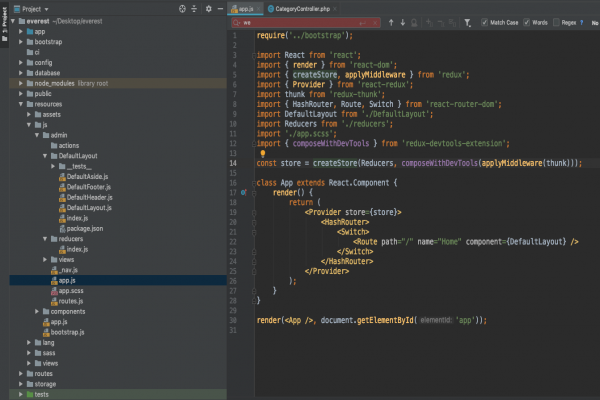 Project
app.js
CategoryController.php
1: Project
everest ~/Desktop/everest
app
bootstrap
ci
config
database
node_modules library root
public
resources
assets
js
admin
actions
DefaultLayout
__tests__
DefaultAside.js
DefaultFooter.js
DefaultHeader.js
DefaultLayout.js
index.js
package.json
reducers
index.js
views
_nav.js
app.js
app.scss
routes.js
components
app.js
bootstrap.js
lang
sass
views
routes
storage
tests
we
Match Case
Words
Regex ?
No
1 require('../bootstrap');
2
3 import React from 'react';
4 import { render } from 'react-dom';
5 import { createStore, applyMiddleware } from 'redux';
6 import { Provider } from 'react-redux';
7 import thunk from 'redux-thunk';
8 import { HashRouter, Route, Switch } from 'react-router-dom';
9 import DefaultLayout from './DefaultLayout';
10 import Reducers from './reducers';
11 import './app.scss';
12 import { composeWithDevTools } from 'redux-devtools-extension';
13
14 const store = createStore(Reducers, composeWithDevTools(applyMiddleware(thunk)));
15
16 class App extends React.Component {
17 render() {
18 return (
19 <Provider store={store}>
20 <HashRouter>
21 <Switch>
22 <Route path="/" name="Home" component={DefaultLayout} />
23 </Switch>
24 </HashRouter>
25 </Provider>
26 );
27 }
28 }
29
30 render(<App />, document.getElementById( elementId: 'app'));
31